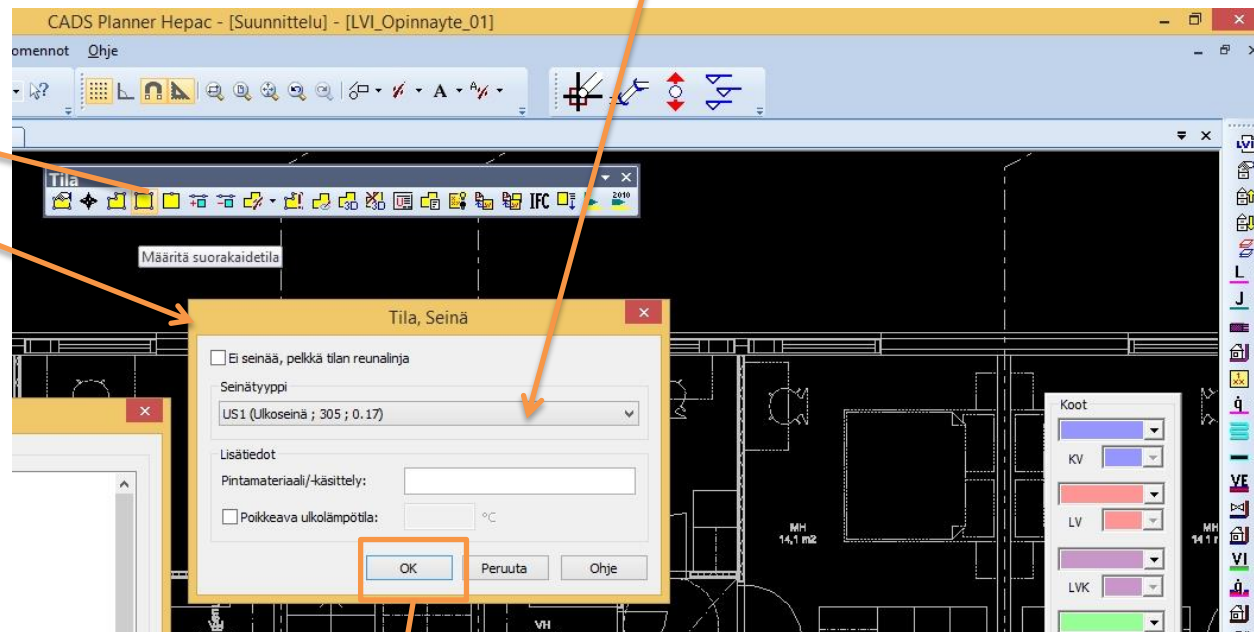 CADS Planner Hepac - [Suunnittelu] - [LVI_Opinnayte_01]
omennot Ohje
A
Tila
IFC
2010
Määritä suorakaidetila
Tila, Seinä
Ei seinää, pelkkä tilan reunalinja
Seinätyyppi
US1 (Ulkoseinä ; 305 ; 0.17)
Lisätiedot
Pintamateriaali/-käsittely:
Poikkeava ulkolämpötila:
°C
OK
Peruuta
Ohje
MH
14,1 m2
VH
Koot
KV
LV
LVK
MH
LVI
L
J
q
VE
VI
q